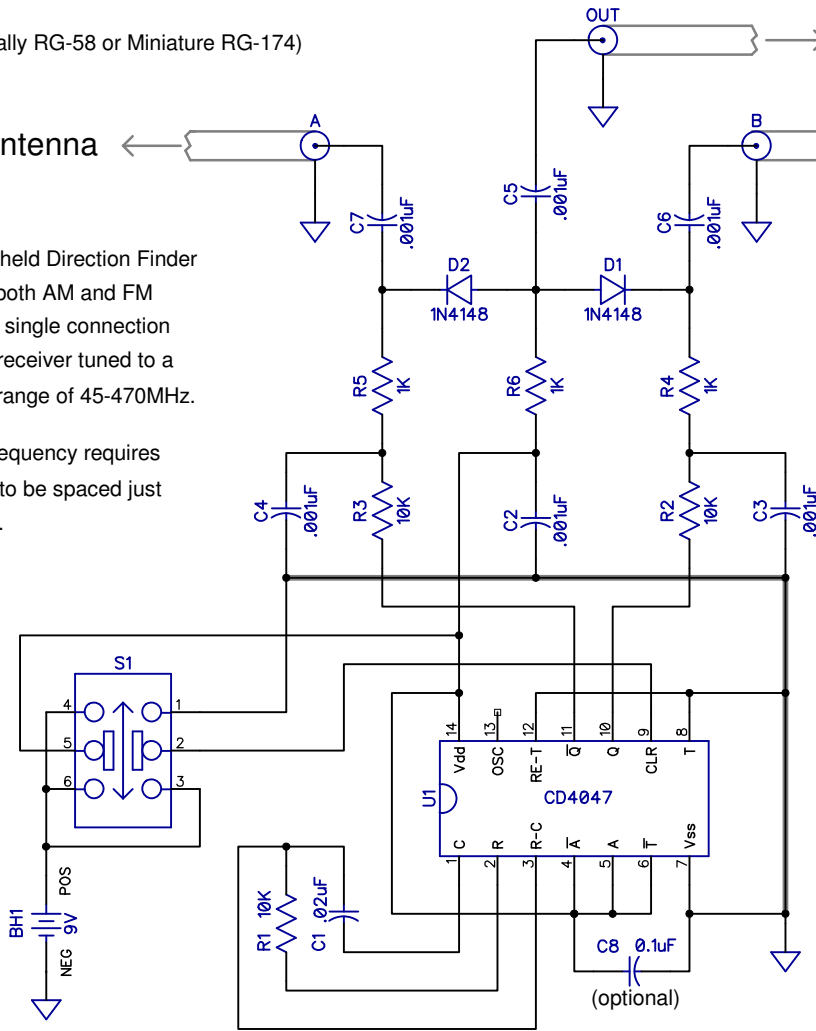 OUT
ally RG-58 or Miniature RG-174)
A
B
ntenna
C5
.001uF
C7
.001uF
C6
.001uF
held Direction Finder
both AM and FM
single connection
receiver tuned to a
range of 45-470MHz.
D2
1N4148
D1
1N4148
R5
1K
R6
1K
R4
1K
equency requires
to be spaced just
.
C4
.001uF
R3
10K
C2
.001uF
R2
10K
C3
.001uF
S1
4
1
5
2
6
3
14
13
12
11
10
9
8
Vdd
OSC
RE-T
Q
Q
CLR
T
U1
CD4047
C
R
R-C
A
A
T
Vss
1
2
3
4
5
6
7
POS
BH1
9V
NEG
R1
10K
C1
.02uF
C8 0.1uF
(optional)